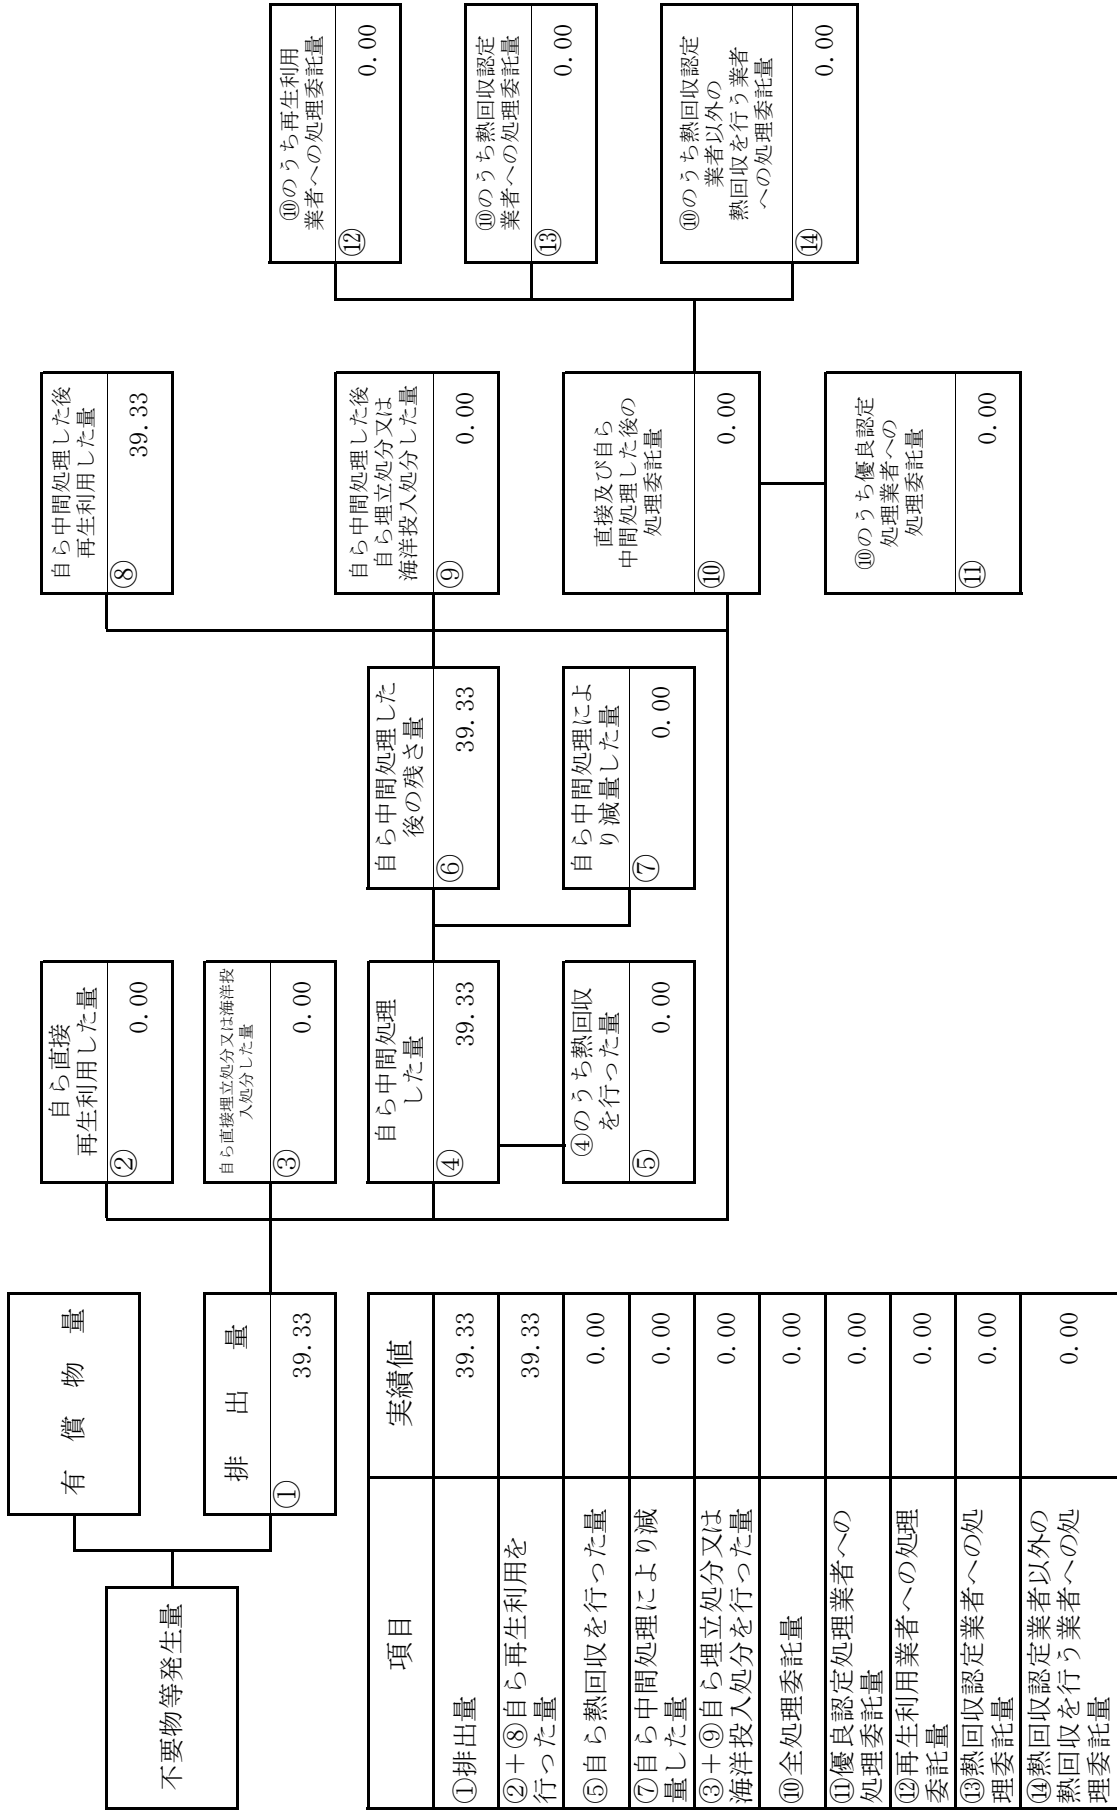 不要物等発生量
有償物量
排出量
①
39.33
自ら直接
再生利用した量
②
0.00
自ら直接埋立処分又は海洋投
入処分した量
③
0.00
自ら中間処理
した量
④
39.33
④のうち熱回収
を行った量
⑤
0.00
自ら中間処理した
後の残さ量
⑥
39.33
自ら中間処理によ
り減量した量
⑦
0.00
自ら中間処理した後
再生利用した量
⑧
39.33
自ら中間処理した後
自ら埋立処分又は
海洋投入処分した量
⑨
0.00
直接及び自ら
中間処理した後の
処理委託量
⑩
0.00
⑩のうち優良認定
処理業者への
処理委託量
⑪
0.00
⑩のうち再生利用
業者への処理委託量
⑫
0.00
⑩のうち熱回収認定
業者への処理委託量
⑬
0.00
⑩のうち熱回収認定
業者以外の
熱回収を行う業者
への処理委託量
⑭
0.00
項目 実績値
①排出量 39.33
②+⑧自ら再生利用を
行った量 39.33
⑤自ら熱回収を行った量 0.00
⑦自ら中間処理により減
量した量 0.00
③+⑨自ら埋立処分又は
海洋投入処分を行った量 0.00
⑩全処理委託量 0.00
⑪優良認定処理業者への
処理委託量 0.00
⑫再生利用業者への処理
委託量 0.00
⑬熱回収認定業者への処
理委託量 0.00
⑭熱回収認定業者以外の
熱回収を行う業者への処
理委託量 0.00